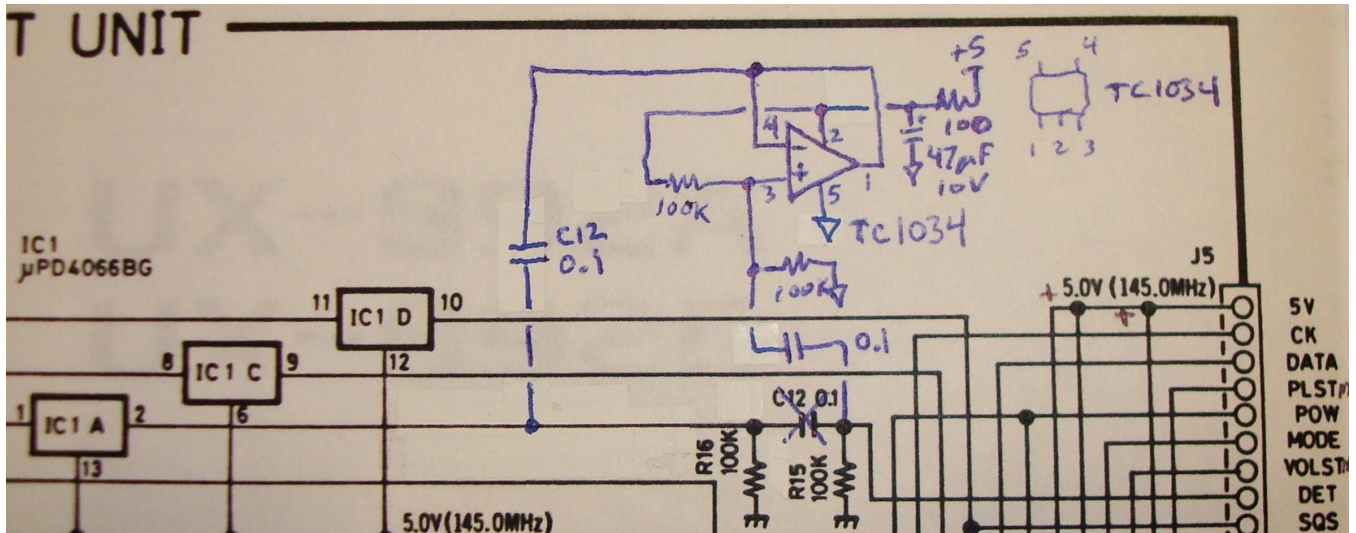 T UNIT
+5
5 4
TC1034
100
1 2 3
47µF
10V
4 2
3 1
5
100K
TC1034
C12
0.1
100K
IC1
µPD4066BG
J5
5.0V (145.0MHz)
5V
11 IC1 D 10
CK
12
0.1
DATA
8 IC1 C 9
PLST
6
C12 0.1
POW
1 IC1 A 2
MODE
13
R16
100K
R15
100K
VOLST
DET
5.0V(145.0MHz)
SQS